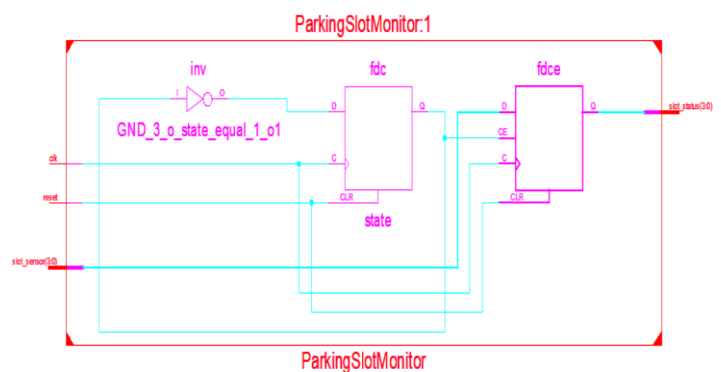 ParkingSlotMonitor:1
inv
fdc
fdce
I
O
D
Q
D
Q
slot_status(3:0)
GND_3_o_state_equal_1_o1
CE
clk
C
C
reset
CLR
CLR
state
slot_sensor(3:0)
ParkingSlotMonitor